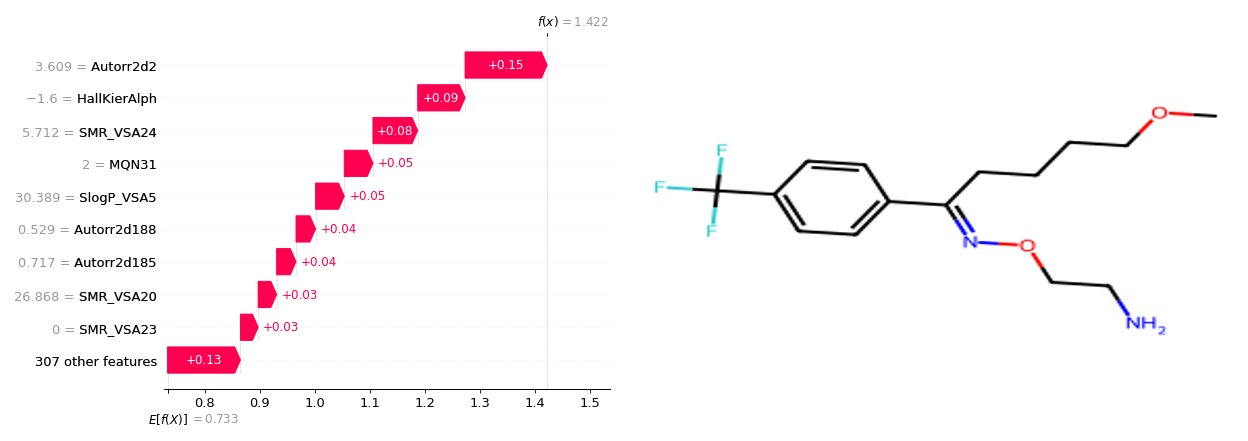 f(x) = 1.422
3.609 = Autorr2d2
+0.15
−1.6 = HallKierAlph
+0.09
5.712 = SMR_VSA24
+0.08
2 = MQN31
+0.05
30.389 = SlogP_VSA5
+0.05
0.529 = Autorr2d188
+0.04
0.717 = Autorr2d185
+0.04
26.868 = SMR_VSA20
+0.03
0 = SMR_VSA23
+0.03
307 other features
+0.13
0.8 0.9 1.0 1.1 1.2 1.3 1.4 1.5
E[f(X)] = 0.733
O
F
F
F
N
O
NH₂